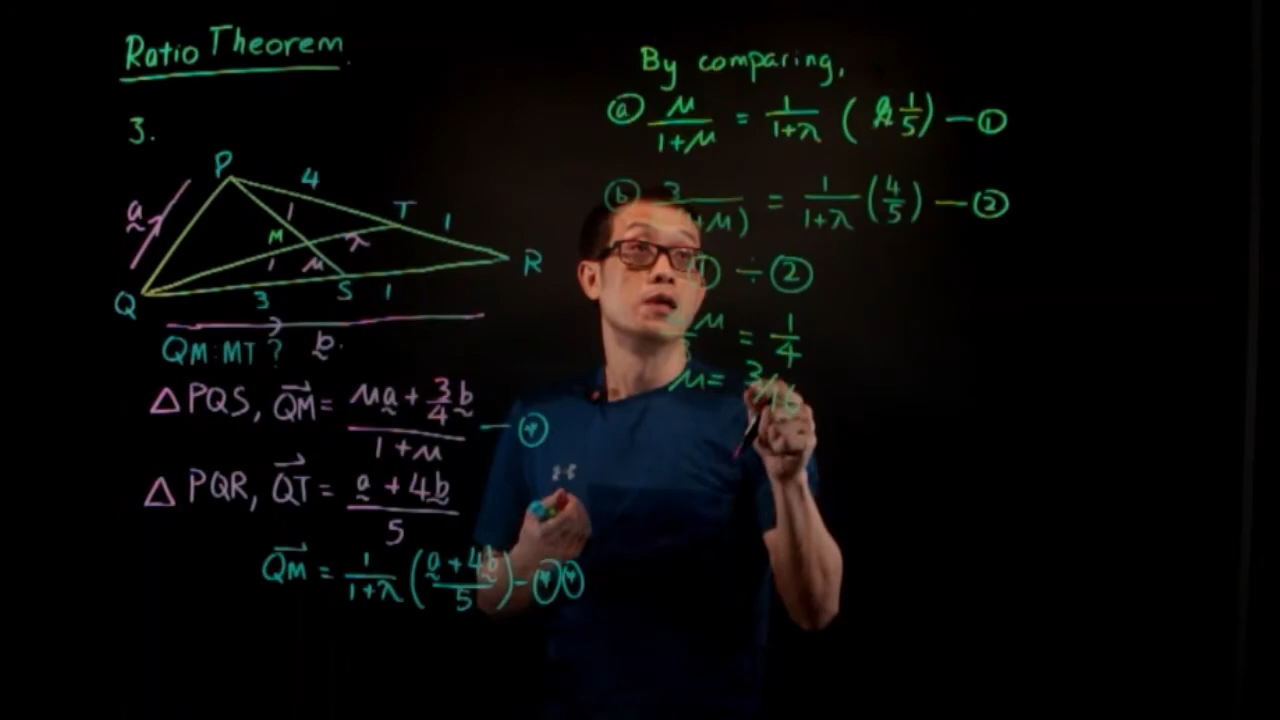 Ratio Theorem
3.
P
4
a
1
T
1
M
λ
1
μ
R
Q
3
S
1
QM:MT ?
b
△ PQS, QM = (μa + 3/4 b) / (1+μ) — (*)
△ PQR, QT = (a + 4b) / 5
QM = 1/(1+λ) ((a + 4b)/5) — (*)(*)
By comparing,
(a) μ/(1+μ) = 1/(1+λ) (1/5) — ①
(b) 3 = 1/(1+λ) (4/5) — ②
① ÷ ②
μ = 1/4
μ = 3/16